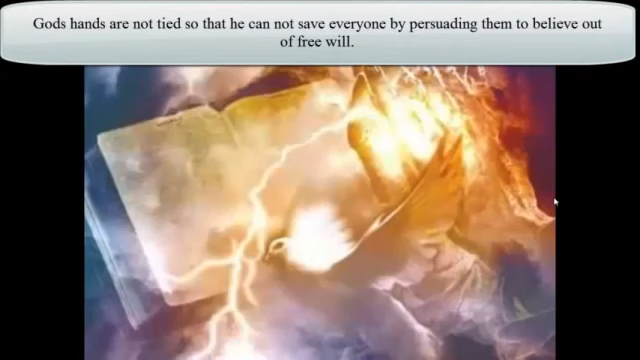 Gods hands are not tied so that he can not save everyone by persuading them to believe out
of free will.